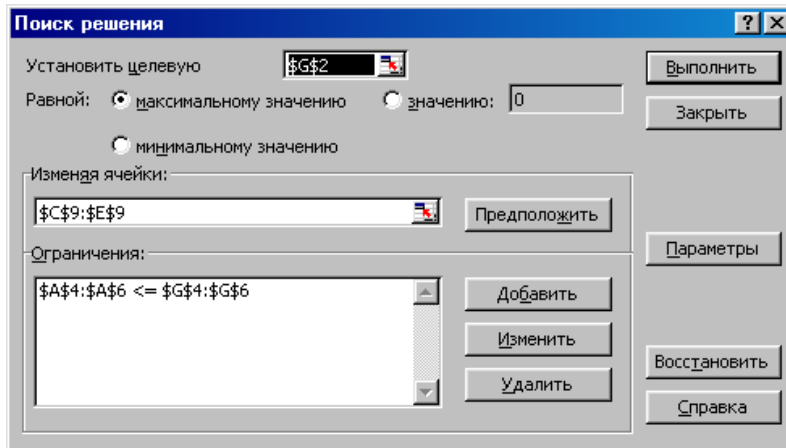 Поиск решения
Установить целевую $G$2 Выполнить
Равной: максимальному значению значению: 0 Закрыть
минимальному значению
Изменяя ячейки:
$C$9:$E$9 Предположить
Ограничения: Параметры
$A$4:$A$6 <= $G$4:$G$6 Добавить
Изменить
Восстановить
Удалить
Справка